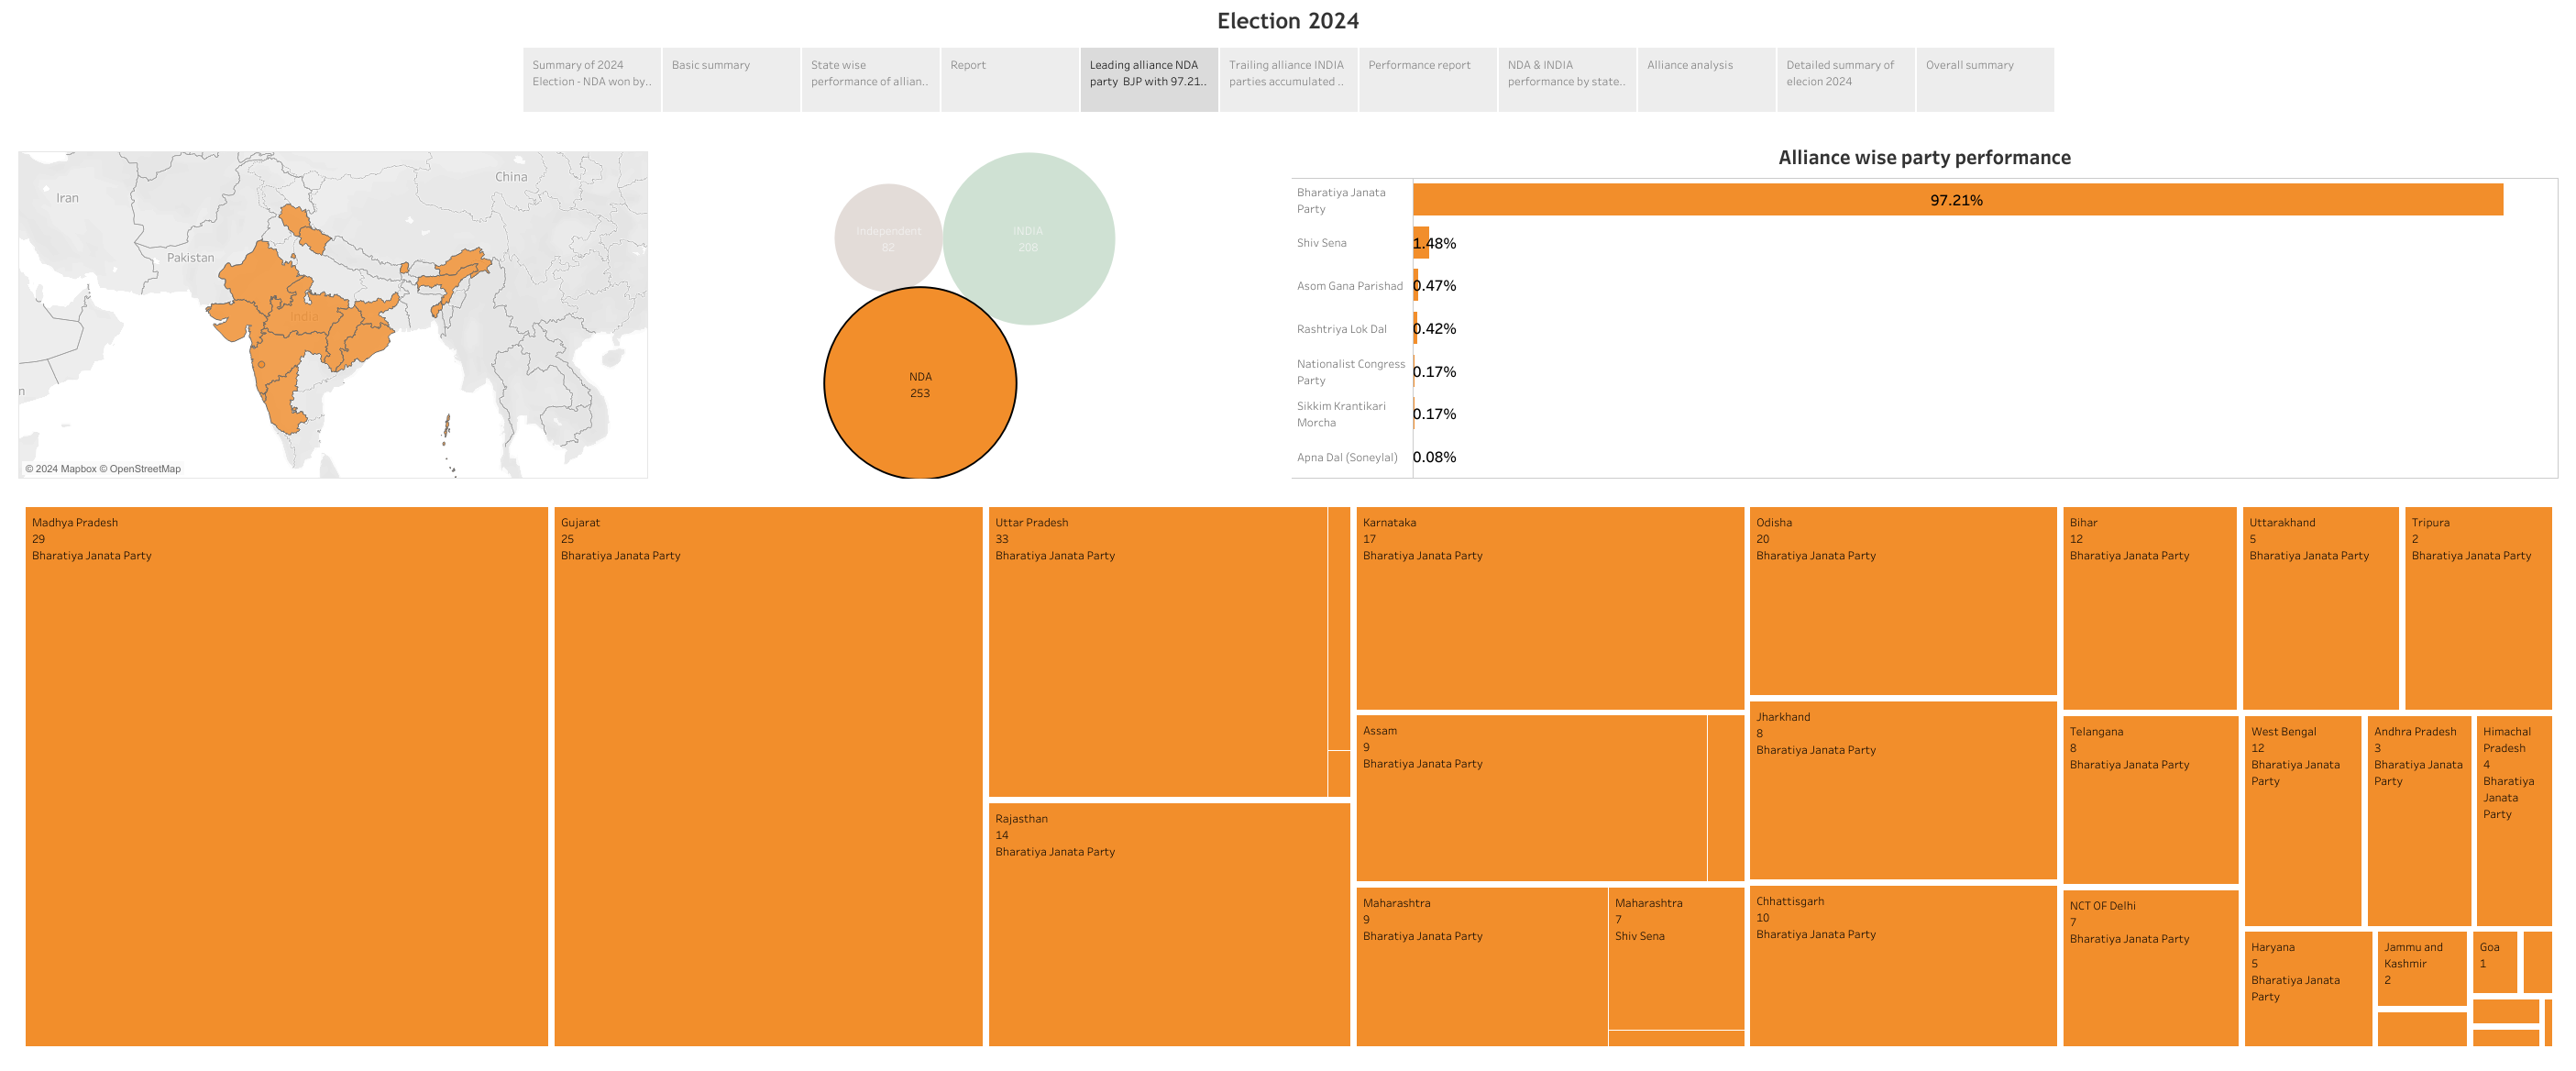 Election 2024
Summary of 2024
Election - NDA won by..
Basic summary
State wise
performance of allian..
Report
Leading alliance NDA
party BJP with 97.21..
Trailing alliance INDIA
parties accumulated ..
Performance report
NDA & INDIA
performance by state..
Alliance analysis
Detailed summary of
elecion 2024
Overall summary
China
Iran
Pakistan
India
n
© 2024 Mapbox © OpenStreetMap
Independent
82
INDIA
208
NDA
253
Alliance wise party performance
Bharatiya Janata
Party
97.21%
Shiv Sena
1.48%
Asom Gana Parishad
0.47%
Rashtriya Lok Dal
0.42%
Nationalist Congress
Party
0.17%
Sikkim Krantikari
Morcha
0.17%
Apna Dal (Soneylal)
0.08%
Madhya Pradesh
29
Bharatiya Janata Party
Gujarat
25
Bharatiya Janata Party
Uttar Pradesh
33
Bharatiya Janata Party
Rajasthan
14
Bharatiya Janata Party
Karnataka
17
Bharatiya Janata Party
Assam
9
Bharatiya Janata Party
Maharashtra
9
Bharatiya Janata Party
Maharashtra
7
Shiv Sena
Odisha
20
Bharatiya Janata Party
Jharkhand
8
Bharatiya Janata Party
Chhattisgarh
10
Bharatiya Janata Party
Bihar
12
Bharatiya Janata Party
Telangana
8
Bharatiya Janata Party
NCT OF Delhi
7
Bharatiya Janata Party
Uttarakhand
5
Bharatiya Janata Party
Tripura
2
Bharatiya Janata Party
West Bengal
12
Bharatiya Janata
Party
Andhra Pradesh
3
Bharatiya Janata
Party
Himachal
Pradesh
4
Bharatiya
Janata
Party
Haryana
5
Bharatiya Janata
Party
Jammu and
Kashmir
2
Goa
1